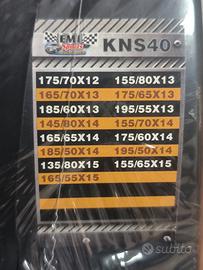 EMI
KNS40
175/70X12 155/80X13
165/70X13 175/65X13
185/60X13 195/55X13
145/80X14 155/70X14
165/65X14 175/60X14
185/50X14 195/50X14
135/80X15 155/65X15
165/55X15
subito